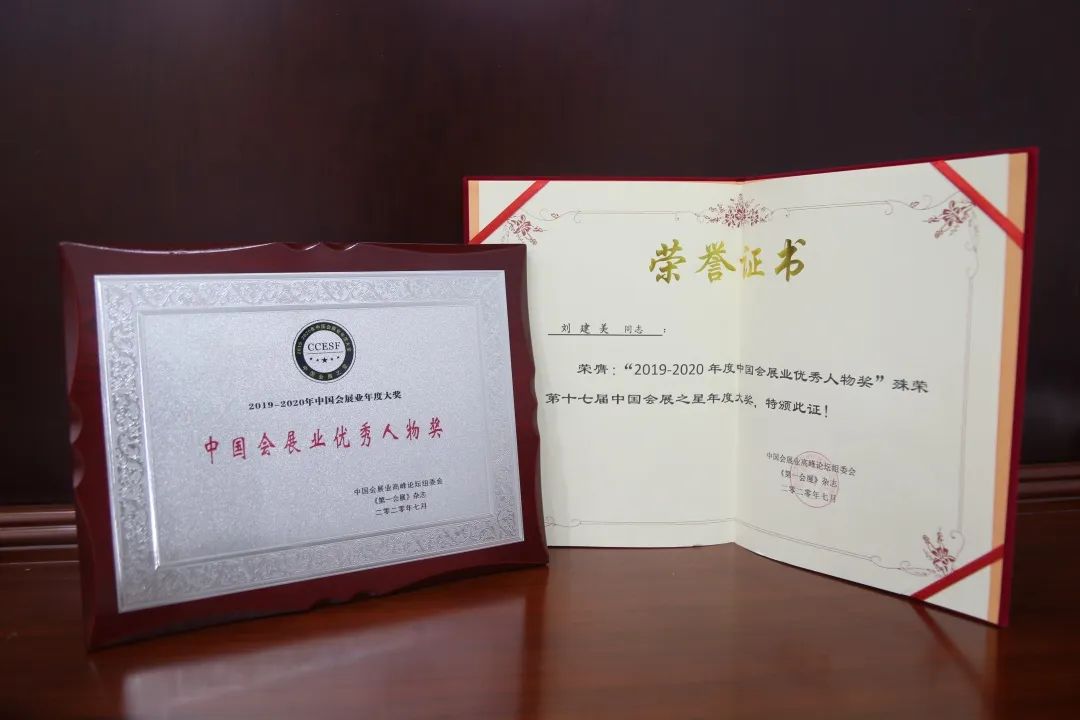 CCESF
2019-2020年中国会展业年度大奖
中国会展业优秀人物奖
中国会展业高峰论坛组委会
《第一会展》杂志
二零二零年七月
荣誉证书
刘建美 同志 ：
荣膺：“2019-2020 年度中国会展业优秀人物奖”殊荣
第十七届中国会展之星年度大奖，特颁此证！
中国会展业高峰论坛组委会
《第一会展》杂志
二零二零年七月